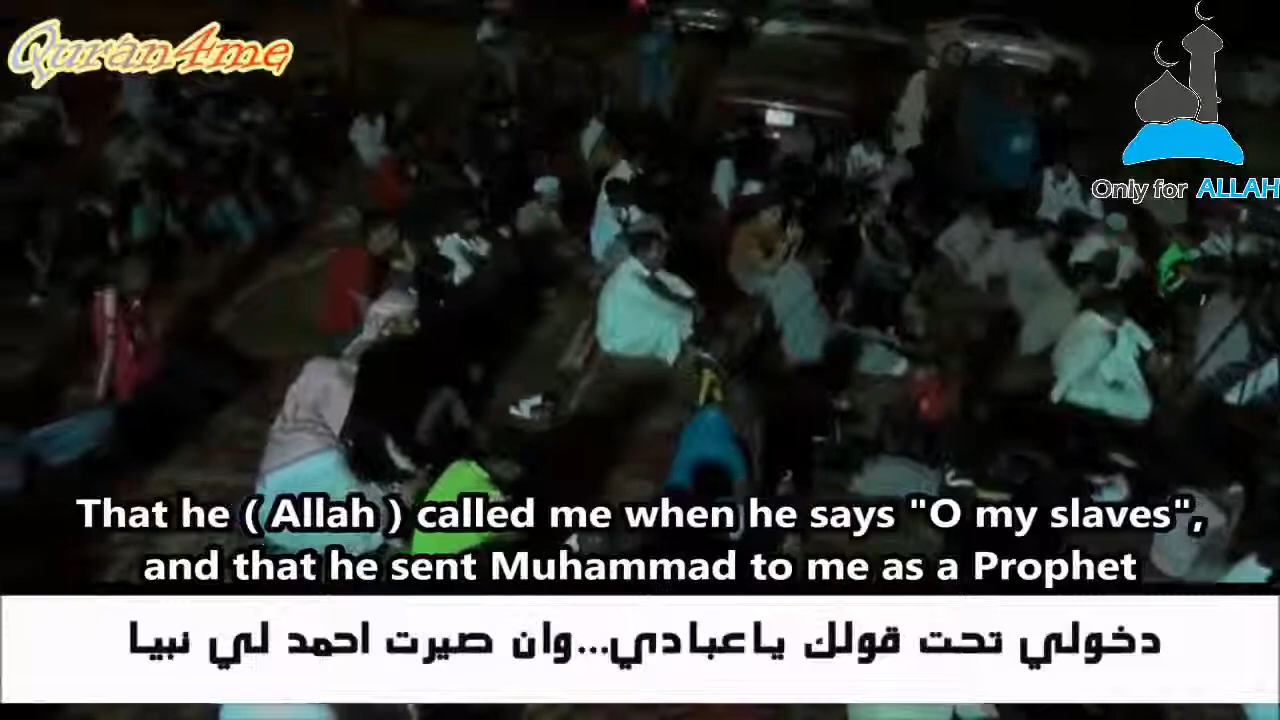 Quran4me
Only for ALLAH
That he ( Allah ) called me when he says "O my slaves",
and that he sent Muhammad to me as a Prophet
دخولي تحت قولك ياعبادي...وان صيرت احمد لي نبيا